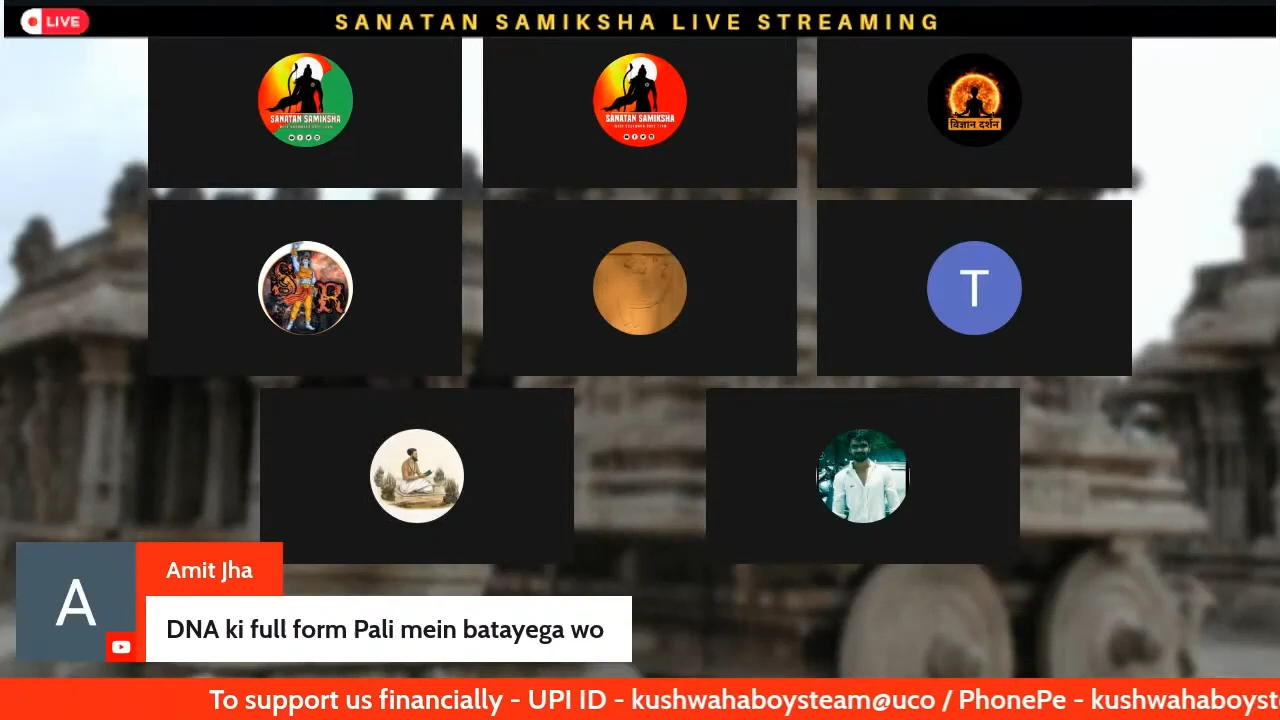 LIVE
SANATAN SAMIKSHA LIVE STREAMING
SANATAN SAMIKSHA
SANATAN SAMIKSHA
विज्ञान दर्शन
S R
T
A
Amit Jha
DNA ki full form Pali mein batayega wo
To support us financially - UPI ID - kushwahaboysteam@uco / PhonePe - kushwahaboyst